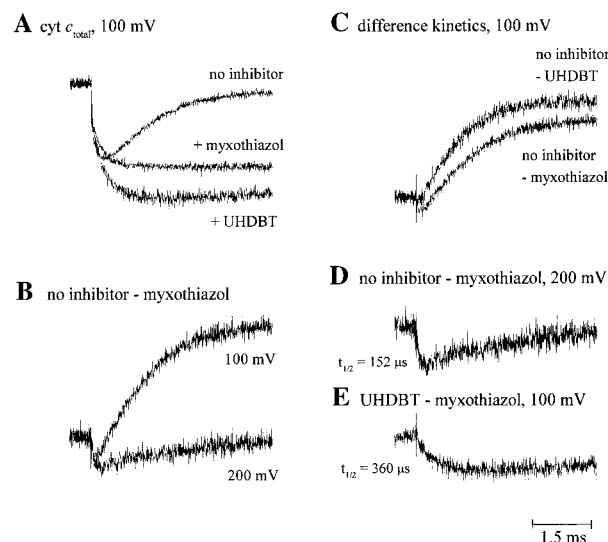 A cyt c_total, 100 mV
no inhibitor
+ myxothiazol
+ UHDBT
B no inhibitor - myxothiazol
100 mV
200 mV
C difference kinetics, 100 mV
no inhibitor
- UHDBT
no inhibitor
- myxothiazol
D no inhibitor - myxothiazol, 200 mV
t1/2 = 152 μs
E UHDBT - myxothiazol, 100 mV
t1/2 = 360 μs
1.5 ms